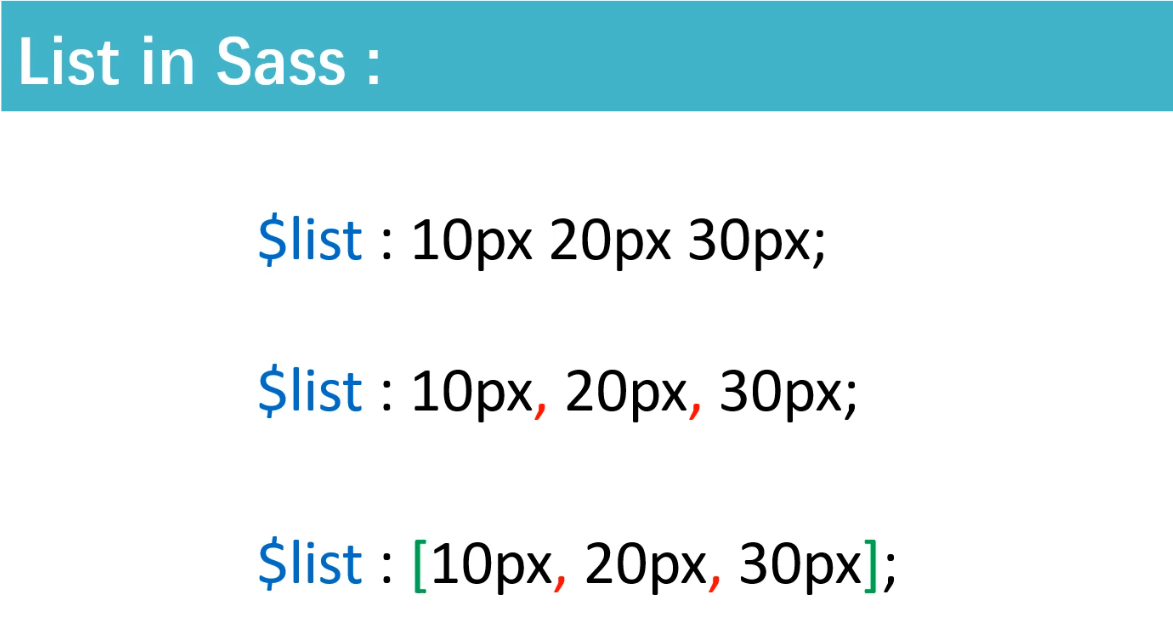 List in Sass :
$list : 10px 20px 30px;
$list : 10px, 20px, 30px;
$list : [10px, 20px, 30px];